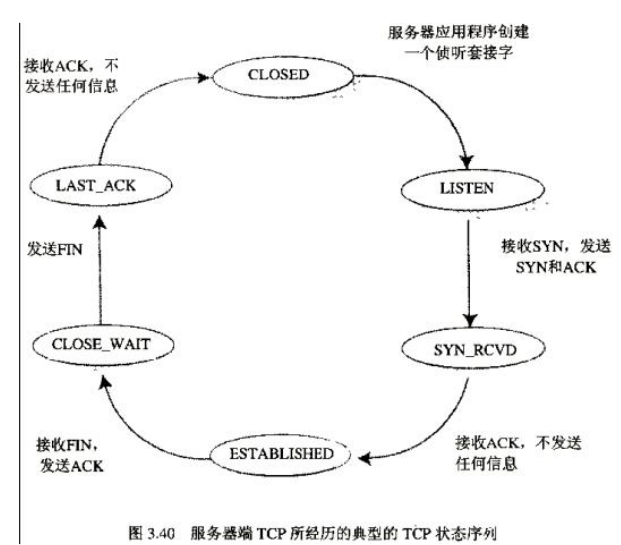 服务器应用程序创建
一个侦听套接字
接收ACK，不
发送任何信息
CLOSED
LAST_ACK
LISTEN
发送FIN
接收SYN，发送
SYN和ACK
CLOSE_WAIT
SYN_RCVD
接收FIN，
发送ACK
ESTABLISHED
接收ACK，不发送
任何信息
图 3.40 服务器端 TCP 所经历的典型的 TCP 状态序列